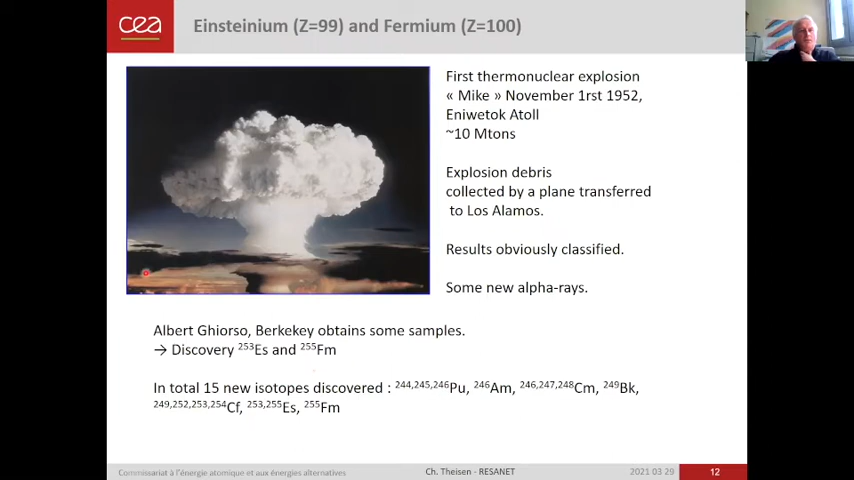 cea
Einsteinium (Z=99) and Fermium (Z=100)
First thermonuclear explosion
« Mike » November 1rst 1952,
Eniwetok Atoll
~10 Mtons
Explosion debris
collected by a plane transferred
to Los Alamos.
Results obviously classified.
Some new alpha-rays.
Albert Ghiorso, Berkekey obtains some samples.
→ Discovery ²⁵³Es and ²⁵⁵Fm
In total 15 new isotopes discovered : ²⁴⁴,²⁴⁵,²⁴⁶Pu, ²⁴⁶Am, ²⁴⁶,²⁴⁷,²⁴⁸Cm, ²⁴⁹Bk,
²⁴⁹,²⁵²,²⁵³,²⁵⁴Cf, ²⁵³,²⁵⁵Es, ²⁵⁵Fm
Commissariat à l'énergie atomique et aux énergies alternatives
Ch. Theisen - RESANET
2021 03 29
12